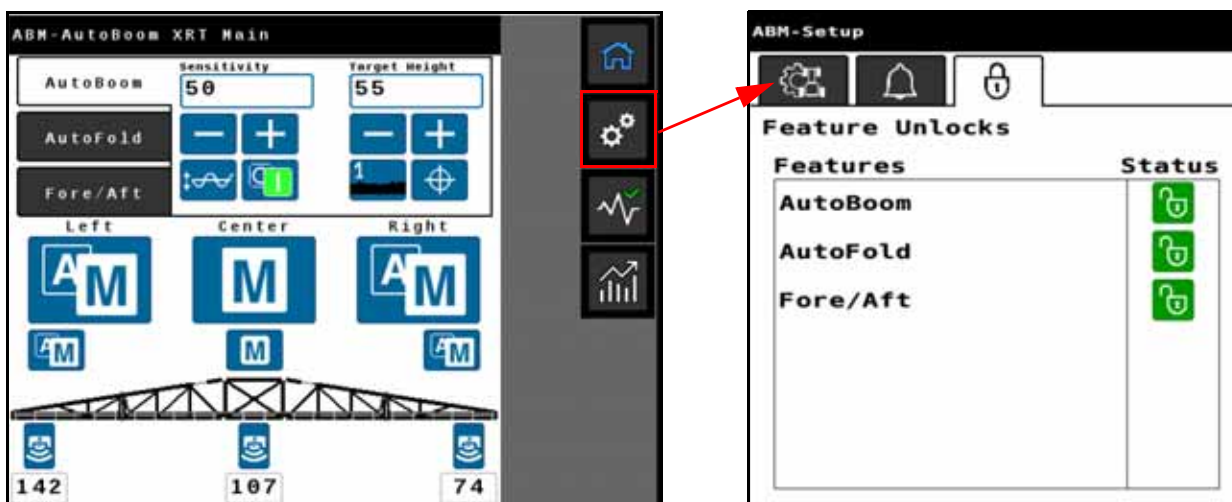 ABM-AutoBoom XRT Main
AutoBoom
AutoFold
Fore/Aft
Sensitivity
50
Target Height
55
1
Left
Center
Right
A M
M
A M
A M
M
A M
142
107
74
ABM-Setup
Feature Unlocks
Features Status
AutoBoom
AutoFold
Fore/Aft